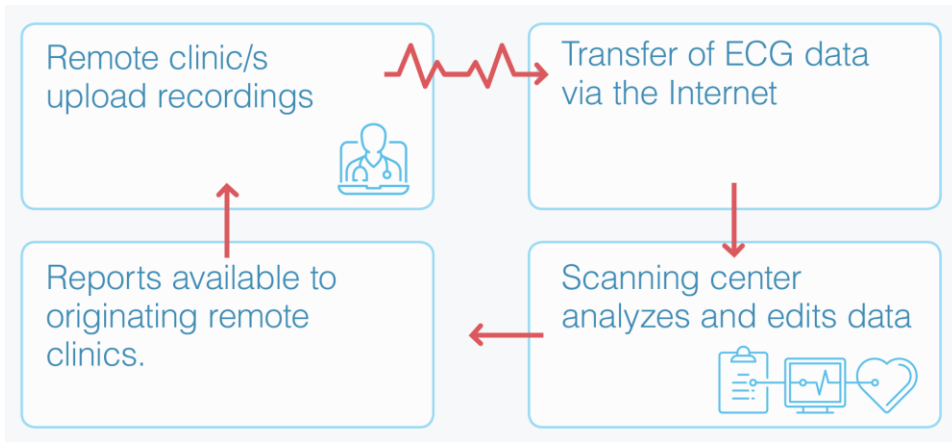 Remote clinic/s
upload recordings
Transfer of ECG data
via the Internet
Scanning center
analyzes and edits data
Reports available to
originating remote
clinics.